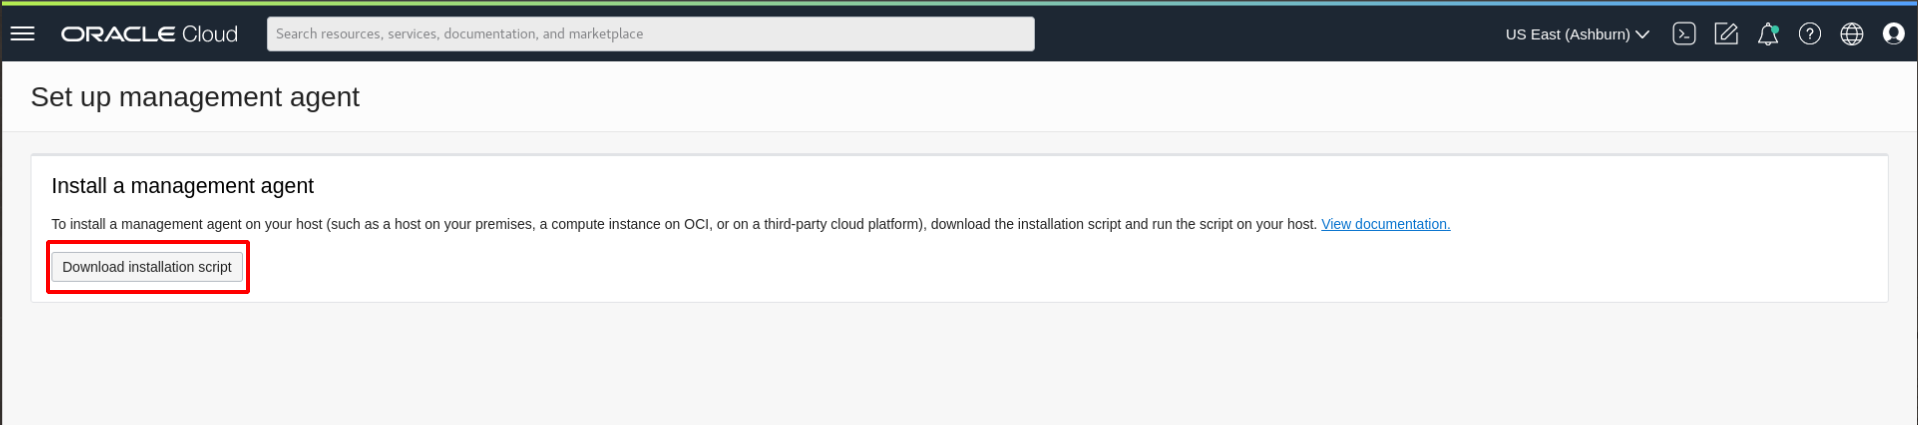 ORACLE Cloud
Search resources, services, documentation, and marketplace
US East (Ashburn)
Set up management agent
Install a management agent
To install a management agent on your host (such as a host on your premises, a compute instance on OCI, or on a third-party cloud platform), download the installation script and run the script on your host. View documentation.
Download installation script